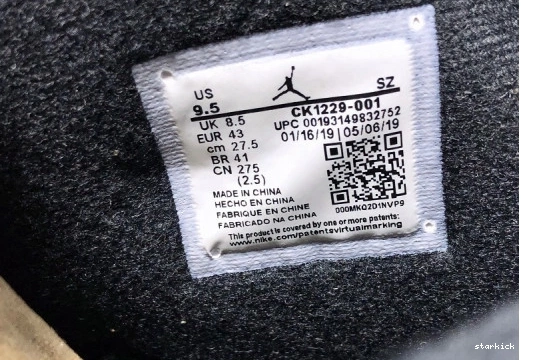 US SZ
9.5 CK1229-001
UK 8.5 UPC 00193149832752
EUR 43 01/16/19 | 05/06/19
cm 27.5
BR 41
CN 275
(2.5)
MADE IN CHINA
HECHO EN CHINA
FABRIQUE EN CHINE
FABRICADO NA CHINA
000MKQ2D1NVP9
This product is covered by one or more patents:
www.nike.com/patentsvirtualmarking
starkick